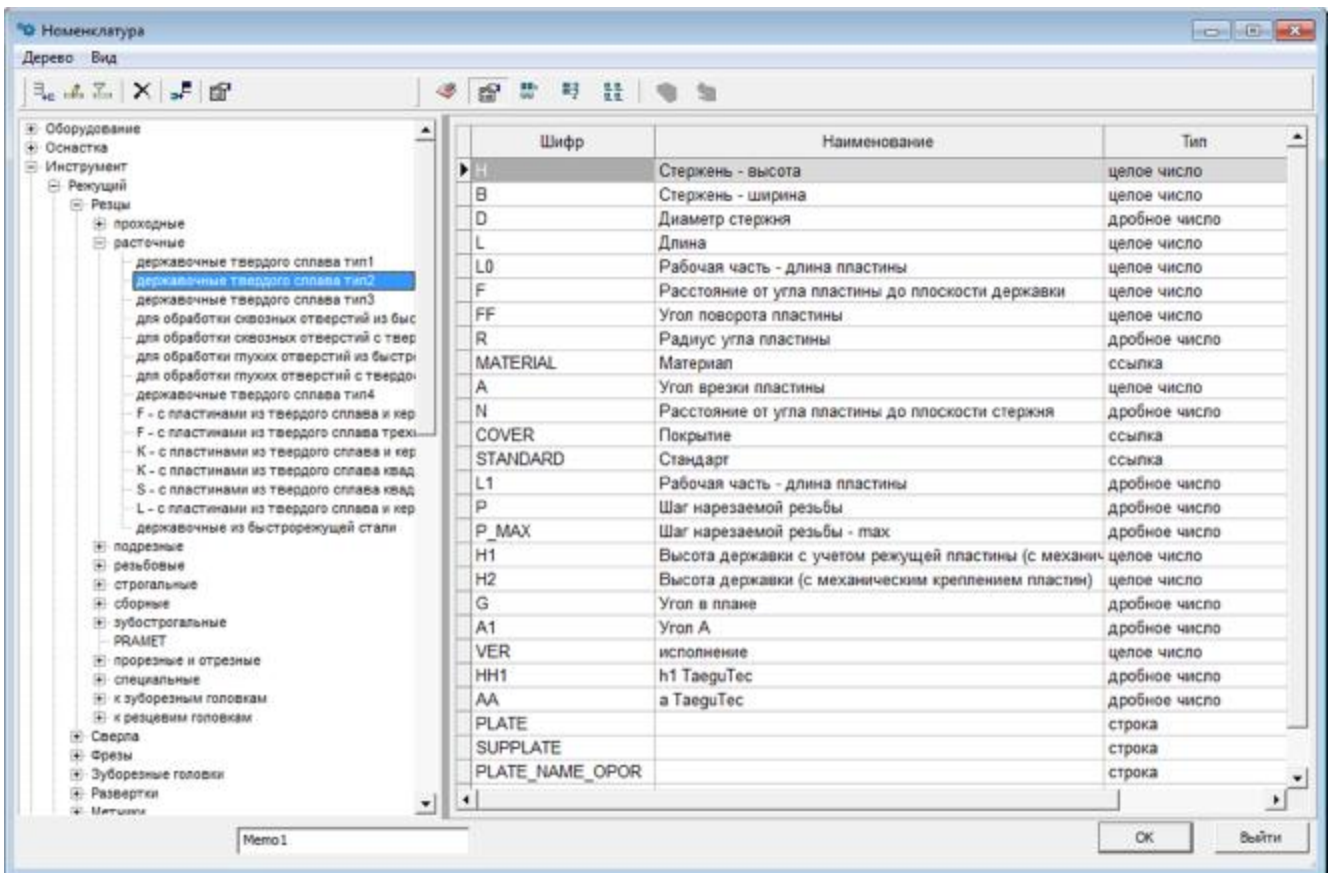 Номенклатура
Дерево Вид
Оборудование
Оснастка
Инструмент
Режущий
Резцы
проходные
расточные
державочные твердого сплава тип1
державочные твердого сплава тип2
державочные твердого сплава тип3
для обработки сквозных отверстий из быс
для обработки сквозных отверстий с твер
для обработки глухих отверстий из быстр
для обработки глухих отверстий с твердо
державочные твердого сплава тип4
F - с пластинами из твердого сплава и кер
F - с пластинами из твердого сплава трех
К - с пластинами из твердого сплава и кер
К - с пластинами из твердого сплава квад
S - с пластинами из твердого сплава квад
L - с пластинами из твердого сплава и кер
державочные из быстрорежущей стали
подрезные
резьбовые
строгальные
сборные
зубострогальные
PRAMET
прорезные и отрезные
специальные
к зуборезным головкам
к резцевим головкам
Сверла
Фрезы
Зуборезные головки
Развертки
Метчики
Шифр Наименование Тип
H Стержень - высота целое число
B Стержень - ширина целое число
D Диаметр стержня дробное число
L Длина целое число
L0 Рабочая часть - длина пластины целое число
F Расстояние от угла пластины до плоскости державки целое число
FF Угол поворота пластины целое число
R Радиус угла пластины дробное число
MATERIAL Материал ссылка
A Угол врезки пластины целое число
N Расстояние от угла пластины до плоскости стержня дробное число
COVER Покрытие ссылка
STANDARD Стандарт ссылка
L1 Рабочая часть - длина пластины дробное число
P Шаг нарезаемой резьбы дробное число
P_MAX Шаг нарезаемой резьбы - max дробное число
H1 Высота державки с учетом режущей пластины (с механич целое число
H2 Высота державки (с механическим креплением пластин) целое число
G Угол в плане дробное число
A1 Угол А дробное число
VER исполнение целое число
HH1 h1 TaeguTec дробное число
AA a TaeguTec дробное число
PLATE строка
SUPPLATE строка
PLATE_NAME_OPOR строка
Memo1
OK Выйти